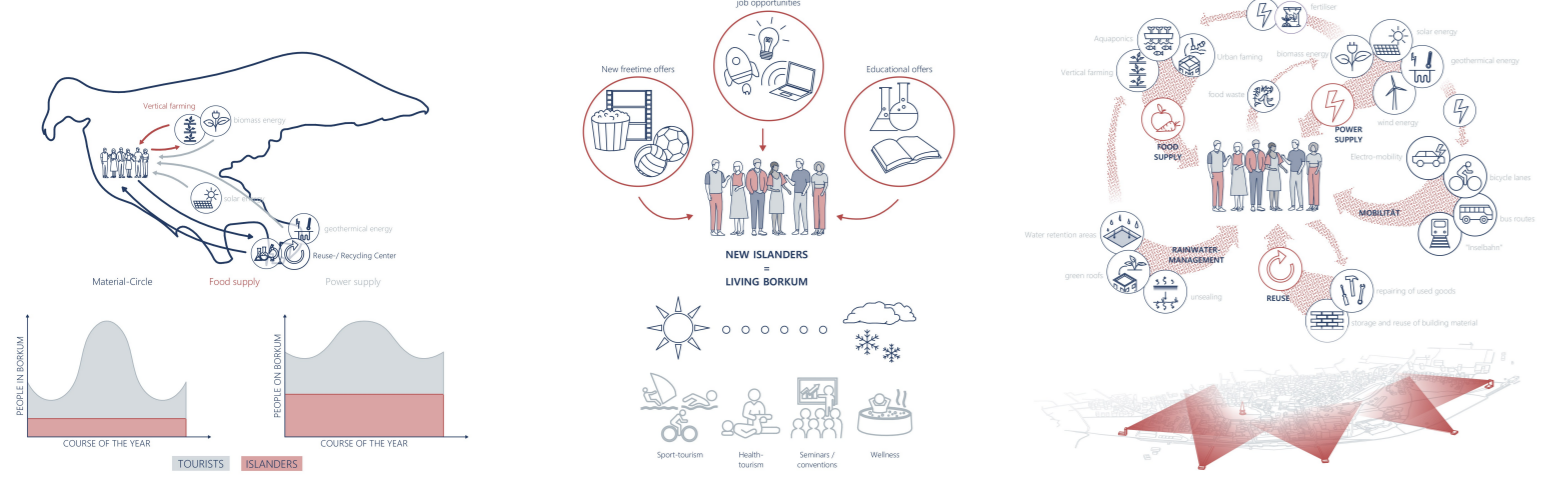 Vertical farming
biomass energy
solar energy
geothermical energy
Reuse-/ Recycling Center
Material-Circle
Food supply
Power supply
PEOPLE IN BORKUM
COURSE OF THE YEAR
PEOPLE ON BORKUM
COURSE OF THE YEAR
TOURISTS
ISLANDERS
job opportunities
New freetime offers
Educational offers
NEW ISLANDERS
=
LIVING BORKUM
Sport-tourism
Health-
tourism
Seminars /
conventions
Wellness
fertiliser
Aquaponics
Urban faming
Vertical farming
biomass energy
solar energy
geothermical energy
food waste
wind energy
FOOD
SUPPLY
POWER
SUPPLY
Electro-mobility
bicycle lanes
MOBILITÄT
bus routes
"Inselbahn"
Water retention areas
RAINWATER-
MANAGEMENT
green roofs
unsealing
REUSE
repairing of used goods
storage and reuse of building material